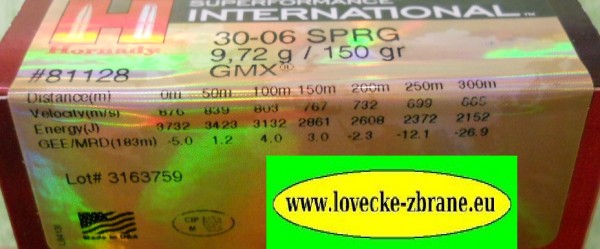 SUPERFORMANCE
INTERNATIONAL™
Hornady
30-06 SPRG
9,72 g / 150 gr
#81128
GMX®
Distance(m) 0m 50m 100m 150m 200m 250m 300m
Velocity(m/s) 876 839 803 767 732 699 665
Energy(J) 3732 3423 3132 2861 2608 2372 2152
GEE/MRD(183m) -5.0 1.2 4.0 3.0 -2.3 -12.1 -26.9
Lot# 3163759
CIP
M
Made in USA
www.lovecke-zbrane.eu